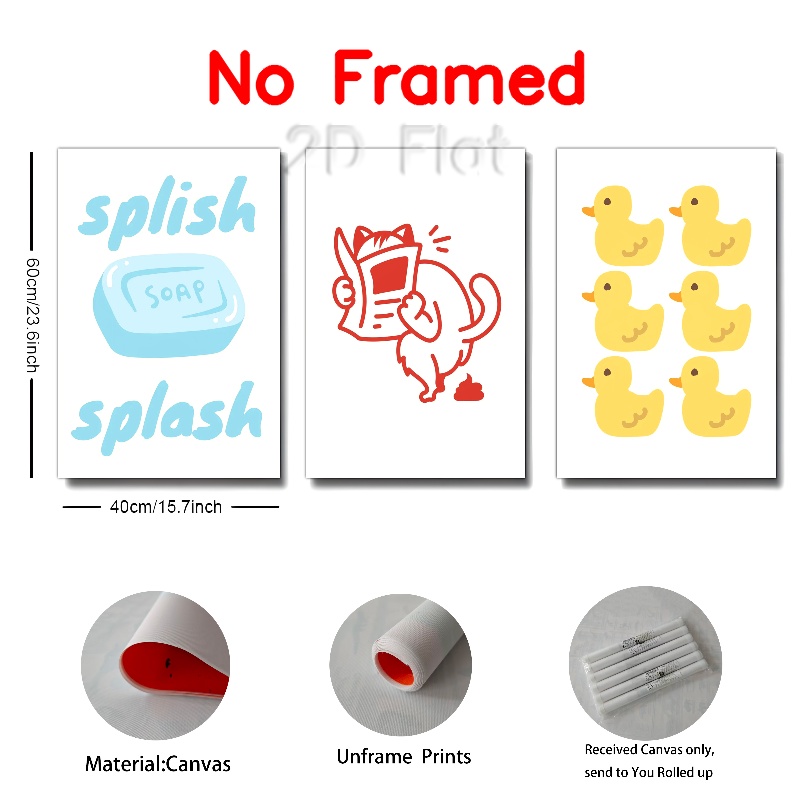 No Framed
2D Flat
splish
SOAP
splash
60cm/23.6inch
40cm/15.7inch
Material:Canvas
Unframe Prints
Received Canvas only,
send to You Rolled up